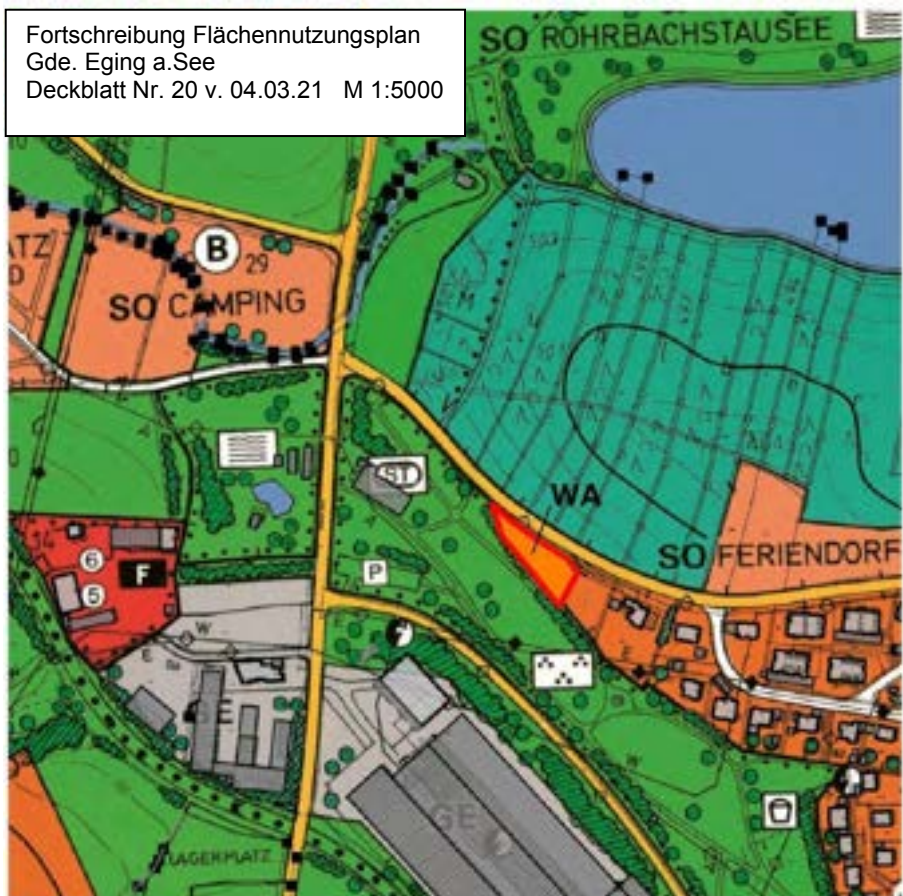 Fortschreibung Flächennutzungsplan
Gde. Eging a.See
Deckblatt Nr. 20 v. 04.03.21 M 1:5000
SO ROHRBACHSTAUSEE
ATZ
B
29
SO CAMPING
M
ST
WA
SO FERIENDORF
6
F
P
5
W
E
E
GE
GE
W
LAGERPLATZ